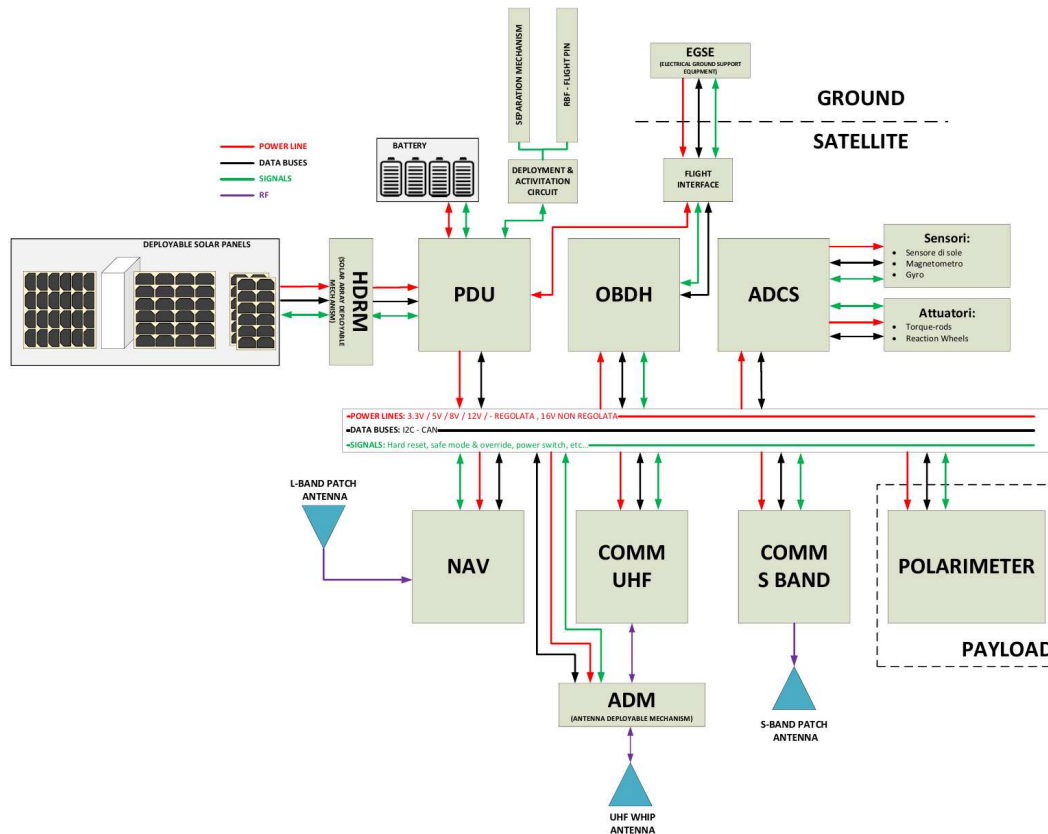 SEPARATION MECHANISM
RBF - FLIGHT PIN
EGSE
(ELECTRICAL GROUND SUPPORT
EQUIPMENT)
GROUND
SATELLITE
POWER LINE
DATA BUSES
SIGNALS
RF
BATTERY
DEPLOYMENT &
ACTIVITATION
CIRCUIT
FLIGHT
INTERFACE
DEPLOYABLE SOLAR PANELS
HDRM
(SOLAR ARRAY DEPLOYABLE
MECHANISM)
PDU
OBDH
ADCS
Sensori:
• Sensore di sole
• Magnetometro
• Gyro
Attuatori:
• Torque-rods
• Reaction Wheels
POWER LINES: 3.3V / 5V / 8V / 12V / - REGOLATA , 16V NON REGOLATA
DATA BUSES: I2C - CAN
SIGNALS: Hard reset, safe mode & override, power switch, etc...
L-BAND PATCH
ANTENNA
NAV
COMM
UHF
COMM
S BAND
POLARIMETER
PAYLOAD
ADM
(ANTENNA DEPLOYABLE MECHANISM)
S-BAND PATCH
ANTENNA
UHF WHIP
ANTENNA